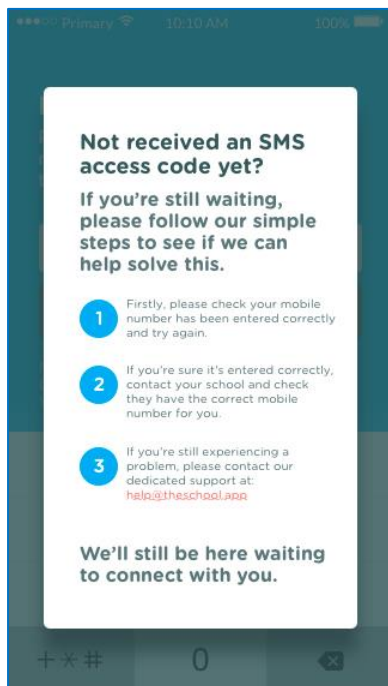 Primary 10:10 AM 100%
Not received an SMS
access code yet?
If you’re still waiting,
please follow our simple
steps to see if we can
help solve this.
1 Firstly, please check your mobile
number has been entered correctly
and try again.
2 If you’re sure it’s entered correctly,
contact your school and check
they have the correct mobile
number for you.
3 If you’re still experiencing a
problem, please contact our
dedicated support at:
help@theschool.app
We’ll still be here waiting
to connect with you.
+*# 0